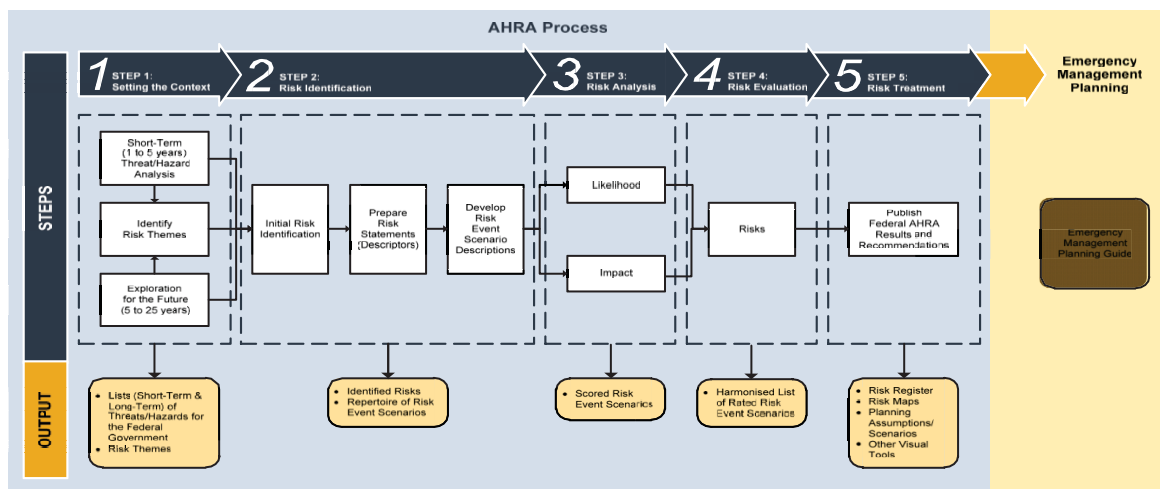 AHRA Process
STEPS
1
STEP 1:
Setting the Context
2
STEP 2:
Risk Identification
3
STEP 3:
Risk Analysis
4
STEP 4:
Risk Evaluation
5
STEP 5:
Risk Treatment
Emergency
Management
Planning
Short-Term
(1 to 5 years)
Threat/Hazard
Analysis
Identify
Risk Themes
Exploration
for the Future
(5 to 25 years)
Initial Risk
Identification
Prepare
Risk
Statements
(Descriptors)
Develop
Risk
Event
Scenario
Descriptions
Likelihood
Impact
Risks
Publish
Federal AHRA
Results and
Recommendations
Emergency
Management
Planning Guide
OUTPUT
• Lists (Short-Term &
Long-Term) of
Threats/Hazards for
the Federal
Government
• Risk Themes
• Identified Risks
• Repertoire of Risk
Event Scenarios
• Scored Risk
Event Scenarics
• Harmonised List
of Rated Risk
Event Scenarios
• Risk Register
• Risk Maps
• Planning
Assumptions/
Scenarios
• Other Visual
Tools